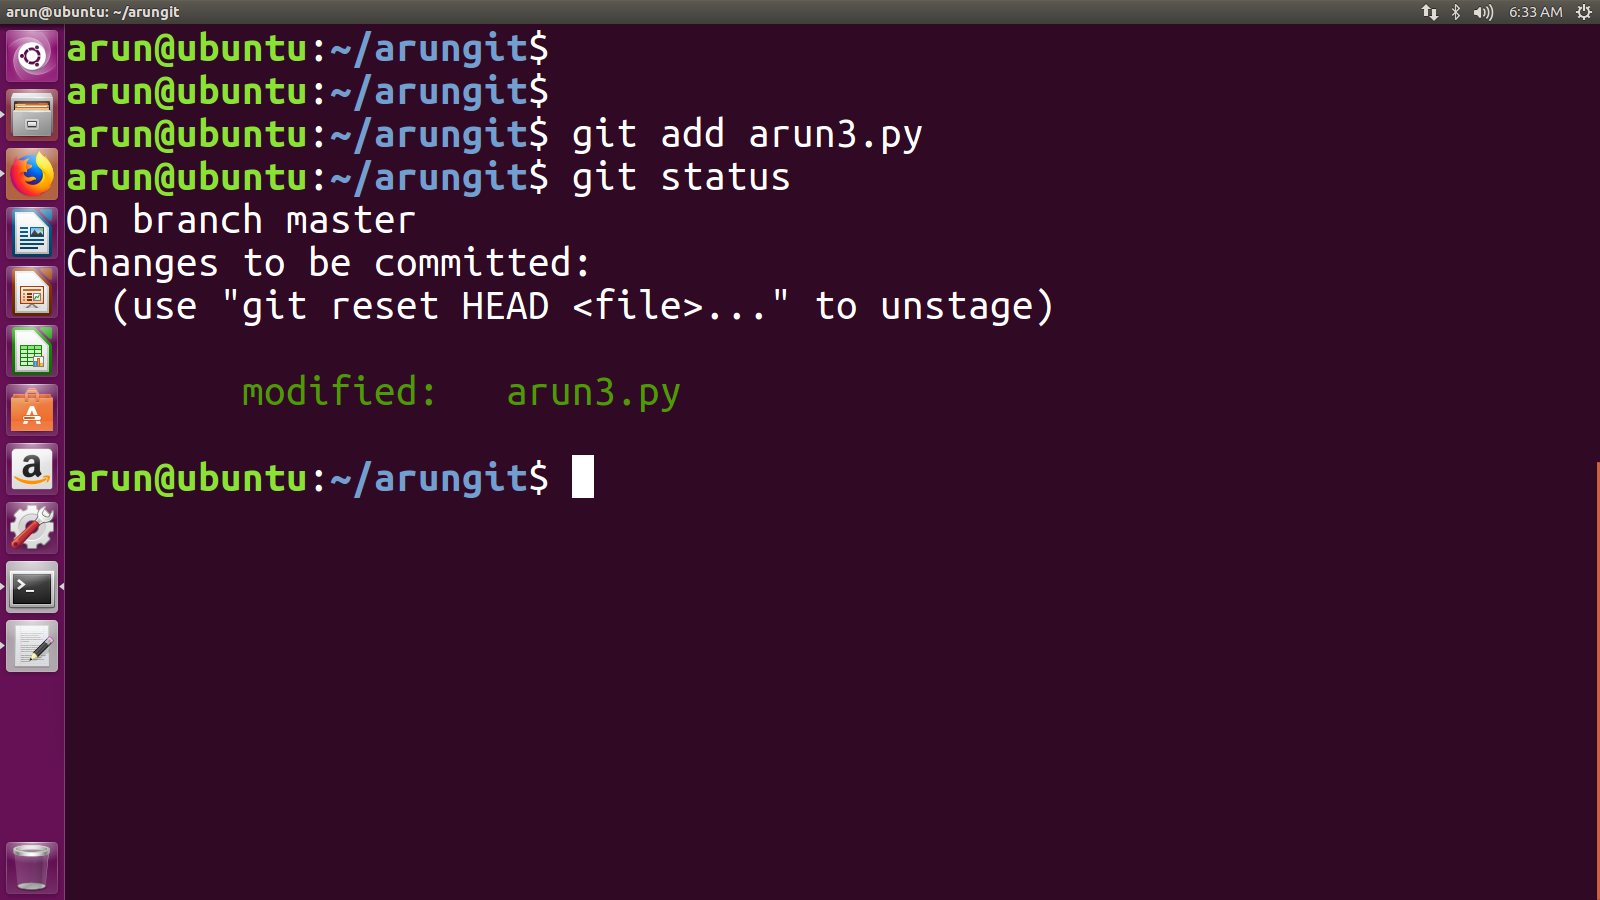 arun@ubuntu: ~/arungit
6:33 AM
arun@ubuntu:~/arungit$
arun@ubuntu:~/arungit$
arun@ubuntu:~/arungit$ git add arun3.py
arun@ubuntu:~/arungit$ git status
On branch master
Changes to be committed:
  (use "git reset HEAD <file>..." to unstage)
        modified:   arun3.py
arun@ubuntu:~/arungit$